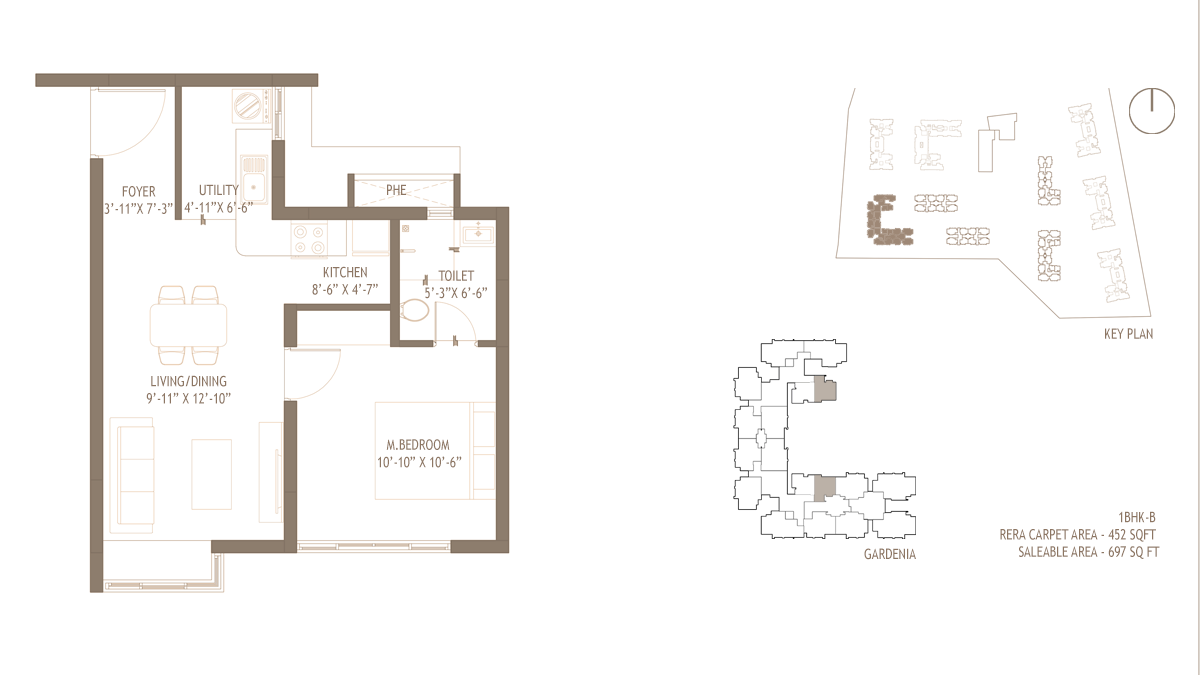 FOYER
3'-11"X 7'-3"
UTILITY
4'-11"X 6'-6"
PHE
KITCHEN
8'-6" X 4'-7"
TOILET
5'-3"X 6'-6"
LIVING/DINING
9'-11" X 12'-10"
M.BEDROOM
10'-10" X 10'-6"
KEY PLAN
GARDENIA
1BHK-B
RERA CARPET AREA - 452 SQFT
SALEABLE AREA - 697 SQ FT